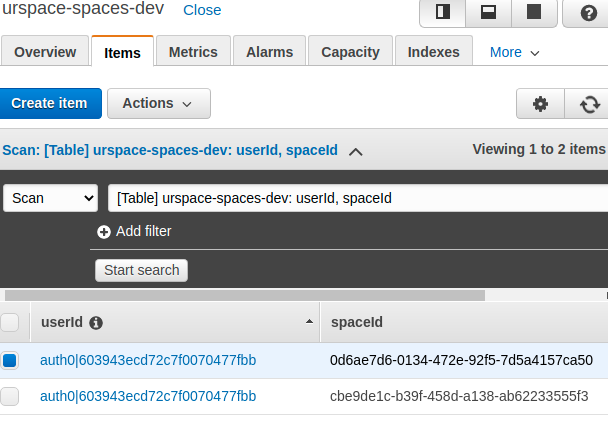 urspace-spaces-dev Close
Overview Items Metrics Alarms Capacity Indexes More
Create item Actions
Scan: [Table] urspace-spaces-dev: userId, spaceId Viewing 1 to 2 items
Scan [Table] urspace-spaces-dev: userId, spaceId
Add filter
Start search
userId spaceId
auth0|603943ecd72c7f0070477fbb 0d6ae7d6-0134-472e-92f5-7d5a4157ca50
auth0|603943ecd72c7f0070477fbb cbe9de1c-b39f-458d-a138-ab62233555f3